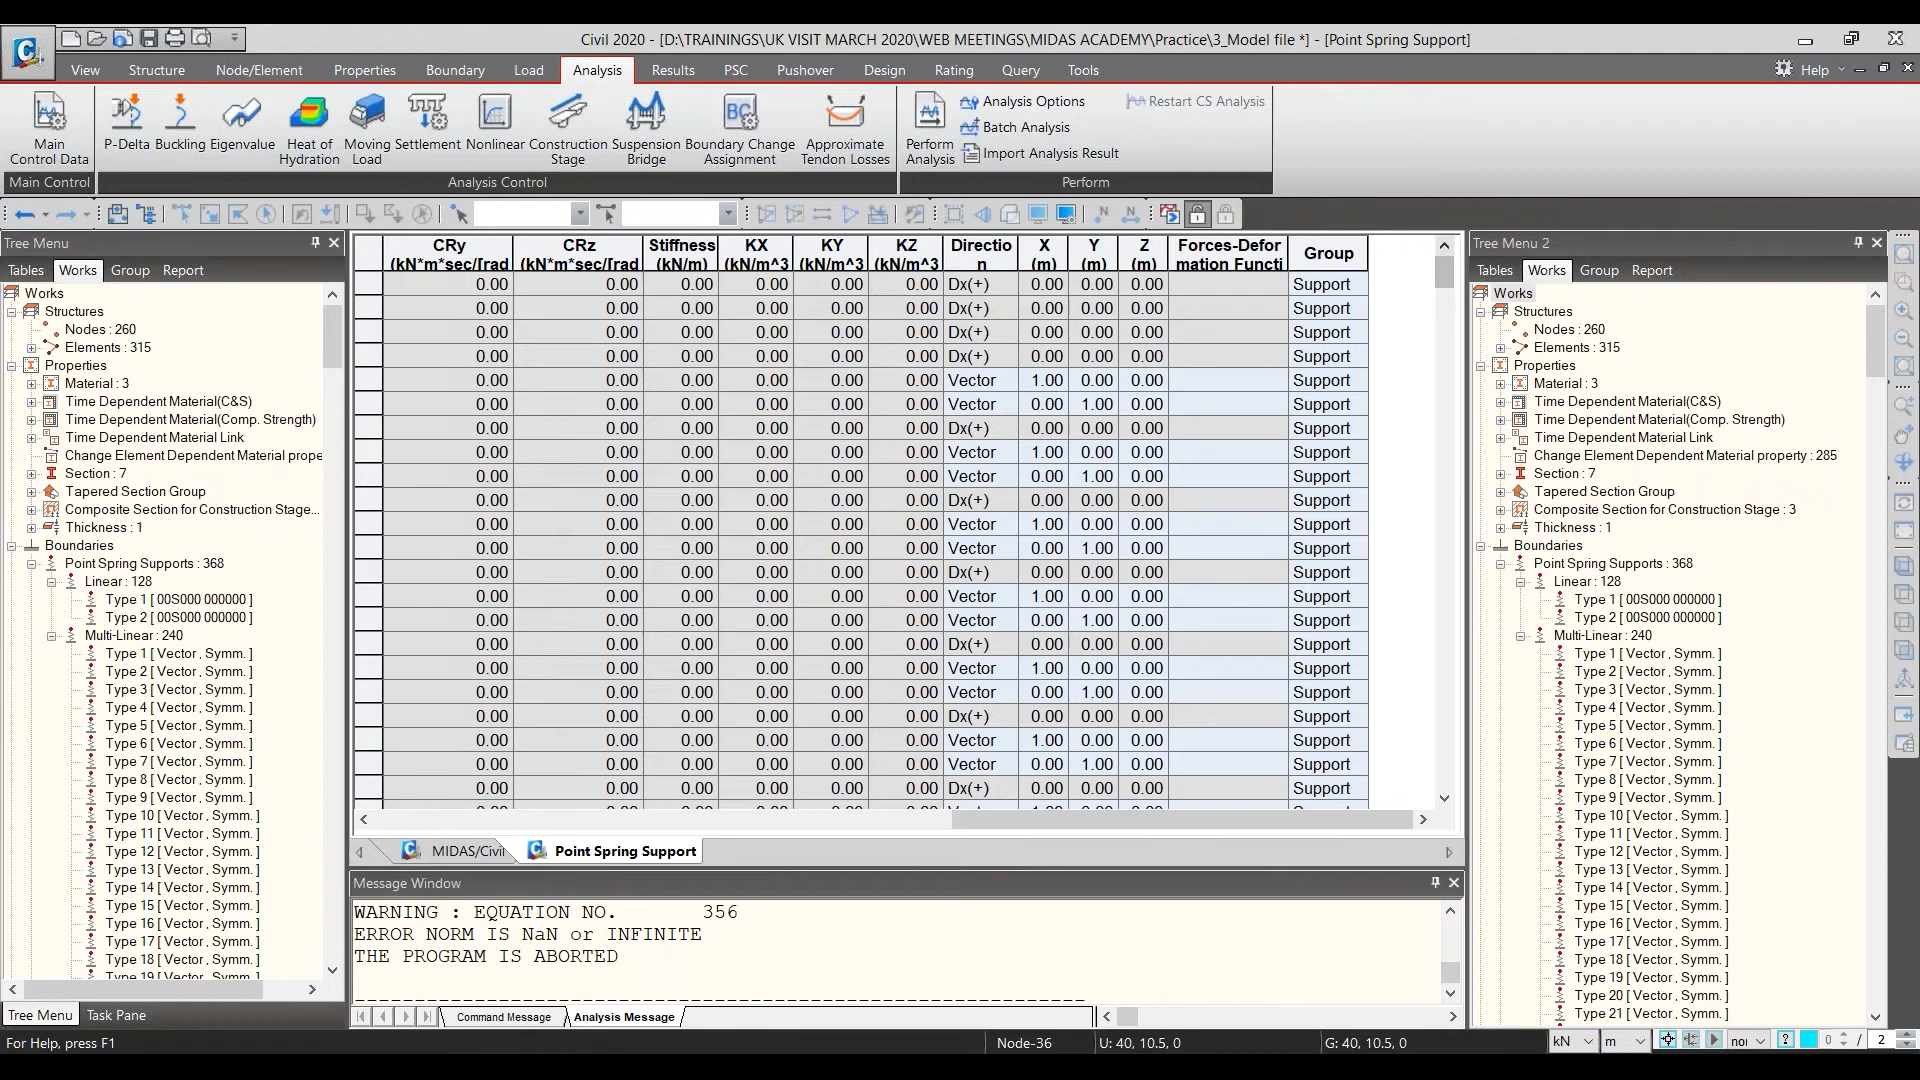 Civil 2020 - [D:\TRAININGS\UK VISIT MARCH 2020\WEB MEETINGS\MIDAS ACADEMY\Practice\3_Model file *] - [Point Spring Support]
View Structure Node/Element Properties Boundary Load Analysis Results PSC Pushover Design Rating Query Tools Help
Main Control Data
P-Delta Buckling Eigenvalue Heat of Hydration Moving Load Settlement Nonlinear Construction Stage Suspension Bridge Boundary Change Assignment Approximate Tendon Losses
Perform Analysis
Analysis Options
Batch Analysis
Import Analysis Result
Restart CS Analysis
Main Control Analysis Control Perform
Tree Menu
Tables Works Group Report
Works
Structures
Nodes : 260
Elements : 315
Properties
Material : 3
Time Dependent Material(C&S)
Time Dependent Material(Comp. Strength)
Time Dependent Material Link
Change Element Dependent Material prope
Section : 7
Tapered Section Group
Composite Section for Construction Stage...
Thickness : 1
Boundaries
Point Spring Supports : 368
Linear : 128
Type 1 [ 00S000 000000 ]
Type 2 [ 00S000 000000 ]
Multi-Linear : 240
Type 1 [ Vector , Symm. ]
Type 2 [ Vector , Symm. ]
Type 3 [ Vector , Symm. ]
Type 4 [ Vector , Symm. ]
Type 5 [ Vector , Symm. ]
Type 6 [ Vector , Symm. ]
Type 7 [ Vector , Symm. ]
Type 8 [ Vector , Symm. ]
Type 9 [ Vector , Symm. ]
Type 10 [ Vector , Symm. ]
Type 11 [ Vector , Symm. ]
Type 12 [ Vector , Symm. ]
Type 13 [ Vector , Symm. ]
Type 14 [ Vector , Symm. ]
Type 15 [ Vector , Symm. ]
Type 16 [ Vector , Symm. ]
Type 17 [ Vector , Symm. ]
Type 18 [ Vector , Symm. ]
Type 19 [ Vector , Symm. ]
Tree Menu Task Pane
CRy (kN*m*sec/[rad CRz (kN*m*sec/[rad Stiffness (kN/m) KX (kN/m^3 KY (kN/m^3 KZ (kN/m^3 Directio n X (m) Y (m) Z (m) Forces-Defor mation Functi Group
0.00 0.00 0.00 0.00 0.00 0.00 Dx(+) 0.00 0.00 0.00 Support
0.00 0.00 0.00 0.00 0.00 0.00 Dx(+) 0.00 0.00 0.00 Support
0.00 0.00 0.00 0.00 0.00 0.00 Dx(+) 0.00 0.00 0.00 Support
0.00 0.00 0.00 0.00 0.00 0.00 Dx(+) 0.00 0.00 0.00 Support
0.00 0.00 0.00 0.00 0.00 0.00 Vector 1.00 0.00 0.00 Support
0.00 0.00 0.00 0.00 0.00 0.00 Vector 0.00 1.00 0.00 Support
0.00 0.00 0.00 0.00 0.00 0.00 Dx(+) 0.00 0.00 0.00 Support
0.00 0.00 0.00 0.00 0.00 0.00 Vector 1.00 0.00 0.00 Support
0.00 0.00 0.00 0.00 0.00 0.00 Vector 0.00 1.00 0.00 Support
0.00 0.00 0.00 0.00 0.00 0.00 Dx(+) 0.00 0.00 0.00 Support
0.00 0.00 0.00 0.00 0.00 0.00 Vector 1.00 0.00 0.00 Support
0.00 0.00 0.00 0.00 0.00 0.00 Vector 0.00 1.00 0.00 Support
0.00 0.00 0.00 0.00 0.00 0.00 Dx(+) 0.00 0.00 0.00 Support
0.00 0.00 0.00 0.00 0.00 0.00 Vector 1.00 0.00 0.00 Support
0.00 0.00 0.00 0.00 0.00 0.00 Vector 0.00 1.00 0.00 Support
0.00 0.00 0.00 0.00 0.00 0.00 Dx(+) 0.00 0.00 0.00 Support
0.00 0.00 0.00 0.00 0.00 0.00 Vector 1.00 0.00 0.00 Support
0.00 0.00 0.00 0.00 0.00 0.00 Vector 0.00 1.00 0.00 Support
0.00 0.00 0.00 0.00 0.00 0.00 Dx(+) 0.00 0.00 0.00 Support
0.00 0.00 0.00 0.00 0.00 0.00 Vector 1.00 0.00 0.00 Support
0.00 0.00 0.00 0.00 0.00 0.00 Vector 0.00 1.00 0.00 Support
0.00 0.00 0.00 0.00 0.00 0.00 Dx(+) 0.00 0.00 0.00 Support
MIDAS/Civil Point Spring Support
Message Window
WARNING : EQUATION NO. 356
ERROR NORM IS NaN or INFINITE
THE PROGRAM IS ABORTED
Command Message Analysis Message
Tree Menu 2
Tables Works Group Report
Works
Structures
Nodes : 260
Elements : 315
Properties
Material : 3
Time Dependent Material(C&S)
Time Dependent Material(Comp. Strength)
Time Dependent Material Link
Change Element Dependent Material property : 285
Section : 7
Tapered Section Group
Composite Section for Construction Stage : 3
Thickness : 1
Boundaries
Point Spring Supports : 368
Linear : 128
Type 1 [ 00S000 000000 ]
Type 2 [ 00S000 000000 ]
Multi-Linear : 240
Type 1 [ Vector , Symm. ]
Type 2 [ Vector , Symm. ]
Type 3 [ Vector , Symm. ]
Type 4 [ Vector , Symm. ]
Type 5 [ Vector , Symm. ]
Type 6 [ Vector , Symm. ]
Type 7 [ Vector , Symm. ]
Type 8 [ Vector , Symm. ]
Type 9 [ Vector , Symm. ]
Type 10 [ Vector , Symm. ]
Type 11 [ Vector , Symm. ]
Type 12 [ Vector , Symm. ]
Type 13 [ Vector , Symm. ]
Type 14 [ Vector , Symm. ]
Type 15 [ Vector , Symm. ]
Type 16 [ Vector , Symm. ]
Type 17 [ Vector , Symm. ]
Type 18 [ Vector , Symm. ]
Type 19 [ Vector , Symm. ]
Type 20 [ Vector , Symm. ]
Type 21 [ Vector , Symm. ]
For Help, press F1 Node-36 U: 40, 10.5, 0 G: 40, 10.5, 0 kN m 0 / 2